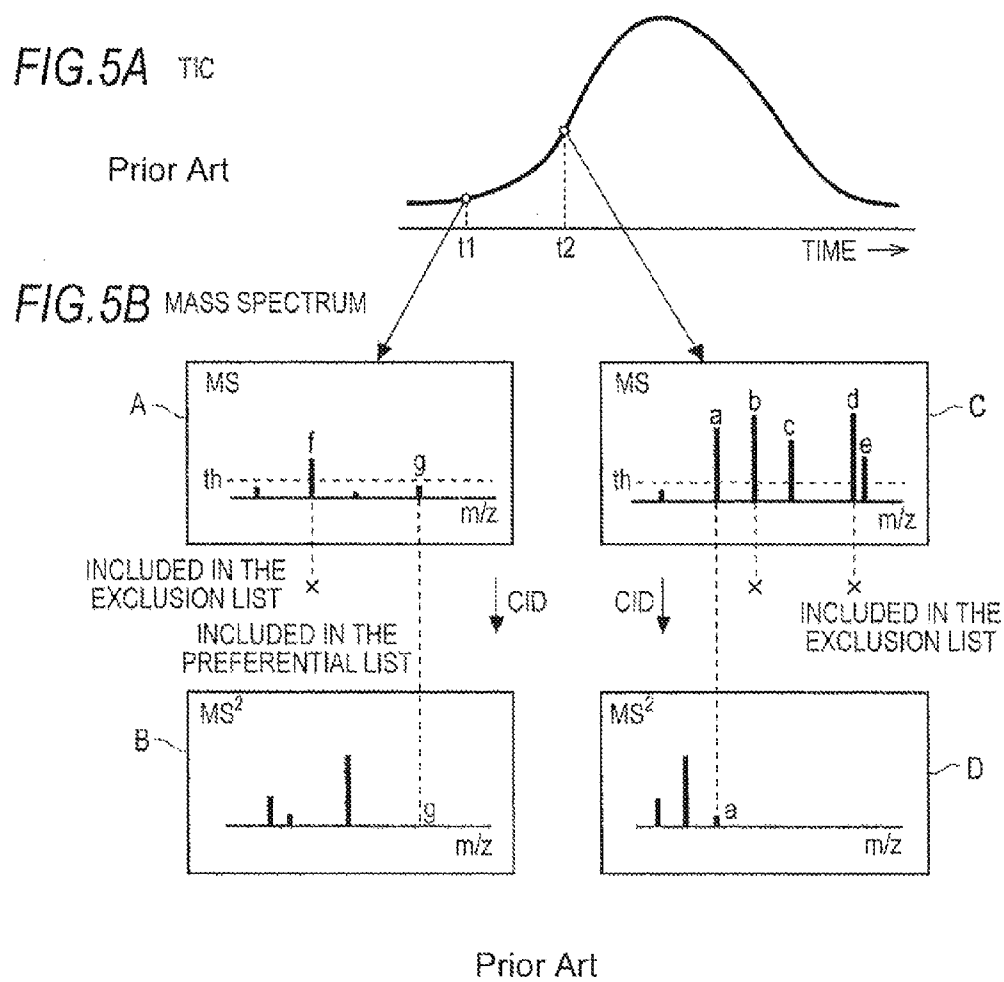 FIG.5A TIC
Prior Art
t1
t2
TIME
FIG.5B MASS SPECTRUM
A
MS
f
g
th
m/z
MS
a
b
c
d
e
th
m/z
C
INCLUDED IN THE
EXCLUSION LIST
×
INCLUDED IN THE
PREFERENTIAL LIST
CID
CID
×
×
INCLUDED IN THE
EXCLUSION LIST
B
MS²
g
m/z
MS²
a
m/z
D
Prior Art